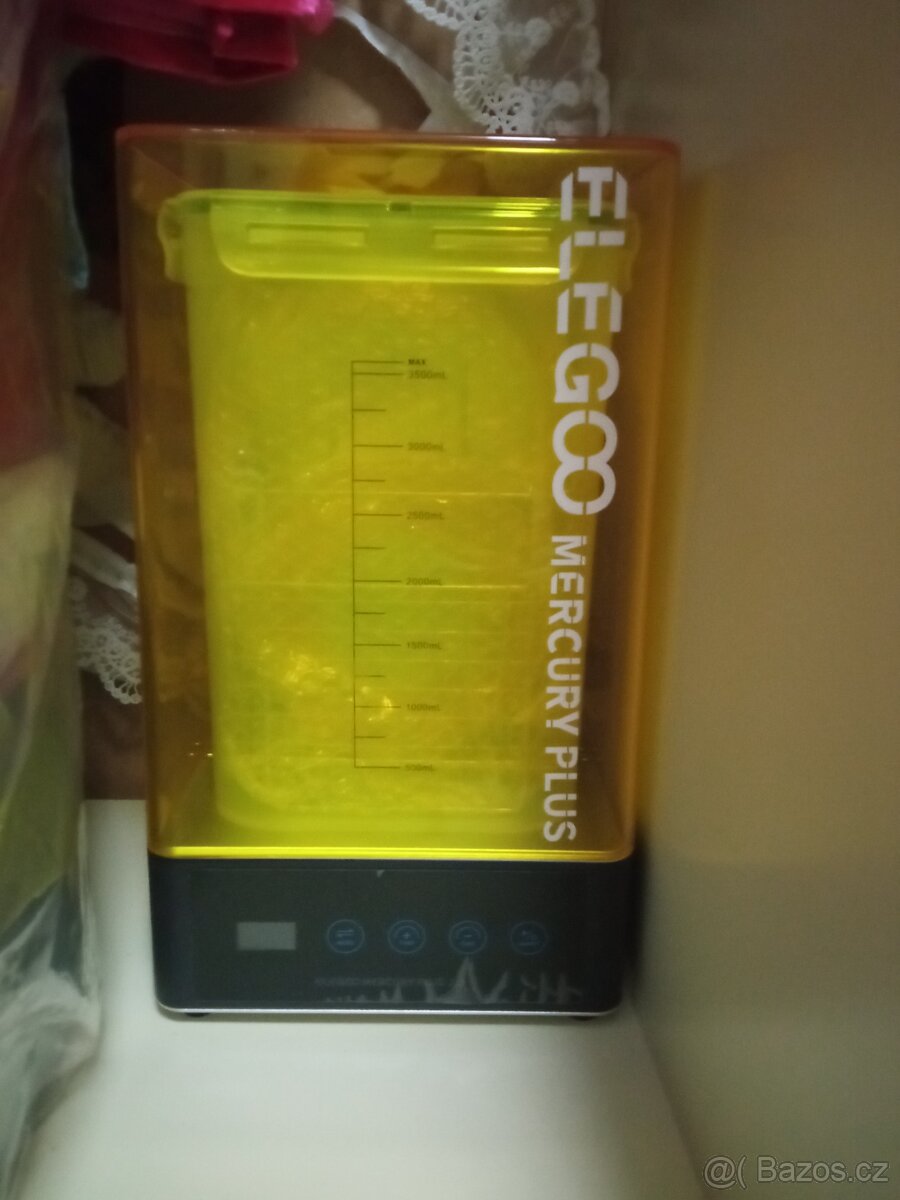 ELEGOO MERCURY PLUS
MAX
3500mL
3000mL
2500mL
2000mL
1500mL
1000mL
500mL
@( Bazos.cz